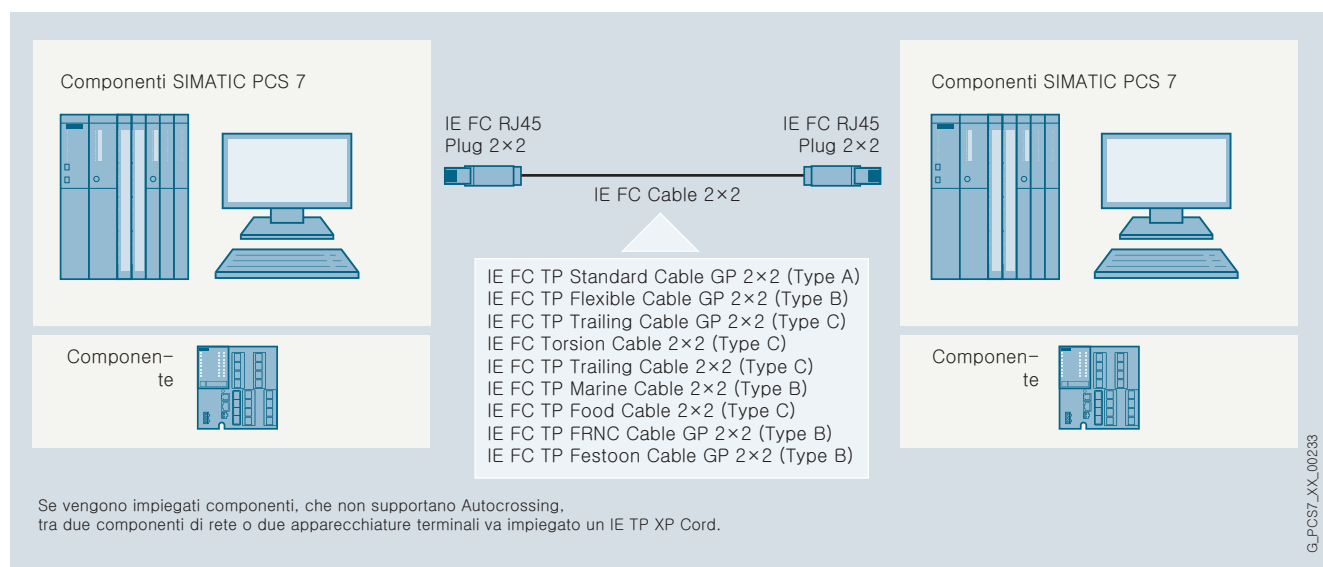 Componenti SIMATIC PCS 7
Componen-
te
IE FC RJ45
Plug 2×2
IE FC RJ45
Plug 2×2
IE FC Cable 2×2
IE FC TP Standard Cable GP 2×2 (Type A)
IE FC TP Flexible Cable GP 2×2 (Type B)
IE FC TP Trailing Cable GP 2×2 (Type C)
IE FC Torsion Cable 2×2 (Type C)
IE FC TP Trailing Cable 2×2 (Type C)
IE FC TP Marine Cable 2×2 (Type B)
IE FC TP Food Cable 2×2 (Type C)
IE FC TP FRNC Cable GP 2×2 (Type B)
IE FC TP Festoon Cable GP 2×2 (Type B)
Componenti SIMATIC PCS 7
Componen-
te
Se vengono impiegati componenti, che non supportano Autocrossing,
tra due componenti di rete o due apparecchiature terminali va impiegato un IE TP XP Cord.
G_PCS7_XX_00233